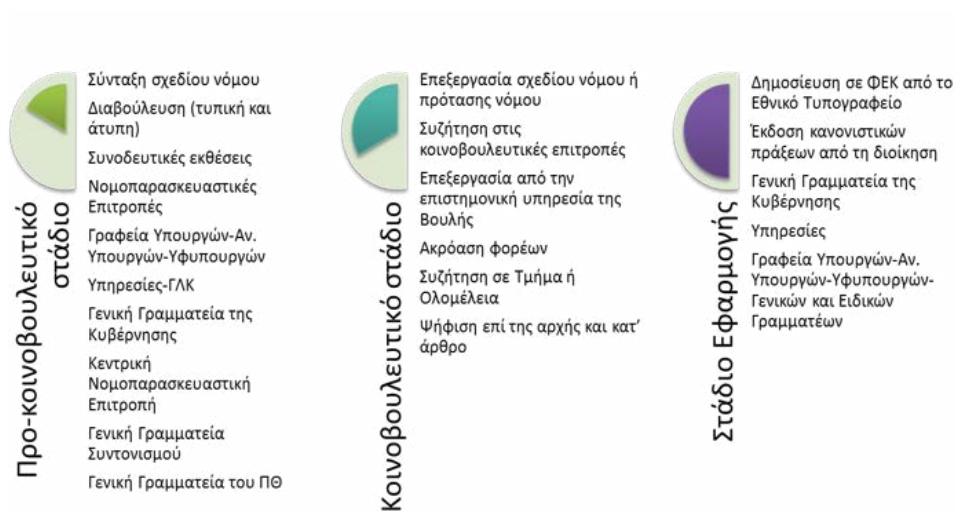 Προ-κοινοβουλευτικό
στάδιο
Σύνταξη σχεδίου νόμου
Διαβούλευση (τυπική και
άτυπη)
Συνοδευτικές εκθέσεις
Νομοπαρασκευαστικές
Επιτροπές
Γραφεία Υπουργών-Αν.
Υπουργών-Υφυπουργών
Υπηρεσίες-ΓΛΚ
Γενική Γραμματεία της
Κυβέρνησης
Κεντρική
Νομοπαρασκευαστική
Επιτροπή
Γενική Γραμματεία
Συντονισμού
Γενική Γραμματεία του ΠΘ
Κοινοβουλευτικό στάδιο
Επεξεργασία σχεδίου νόμου ή
πρότασης νόμου
Συζήτηση στις
κοινοβουλευτικές επιτροπές
Επεξεργασία από την
επιστημονική υπηρεσία της
Βουλής
Ακρόαση φορέων
Συζήτηση σε Τμήμα ή
Ολομέλεια
Ψήφιση επί της αρχής και κατ’
άρθρο
Στάδιο Εφαρμογής
Δημοσίευση σε ΦΕΚ από το
Εθνικό Τυπογραφείο
Έκδοση κανονιστικών
πράξεων από τη διοίκηση
Γενική Γραμματεία της
Κυβέρνησης
Υπηρεσίες
Γραφεία Υπουργών-Αν.
Υπουργών-Υφυπουργών-
Γενικών και Ειδικών
Γραμματέων